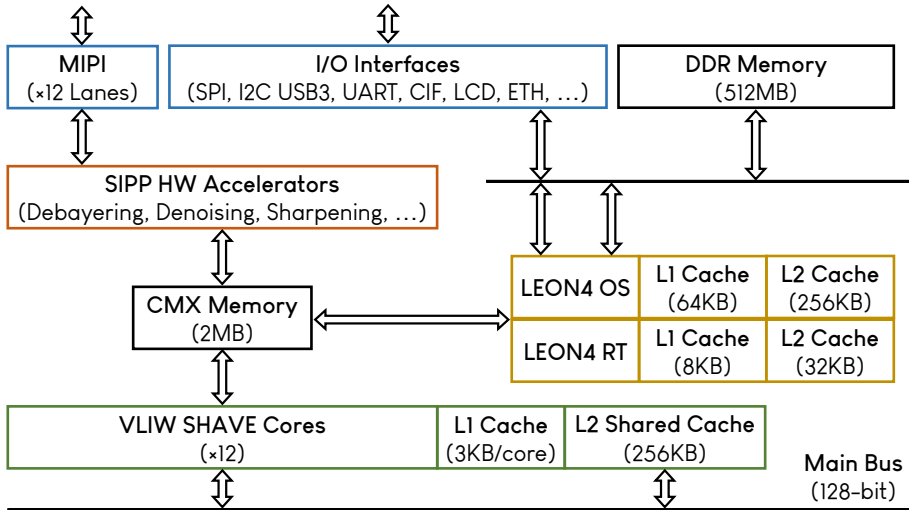 MIPI
(×12 Lanes)
I/O Interfaces
(SPI, I2C USB3, UART, CIF, LCD, ETH, …)
DDR Memory
(512MB)
SIPP HW Accelerators
(Debayering, Denoising, Sharpening, …)
CMX Memory
(2MB)
LEON4 OS
L1 Cache
(64KB)
L2 Cache
(256KB)
LEON4 RT
L1 Cache
(8KB)
L2 Cache
(32KB)
VLIW SHAVE Cores
(×12)
L1 Cache
(3KB/core)
L2 Shared Cache
(256KB)
Main Bus
(128-bit)